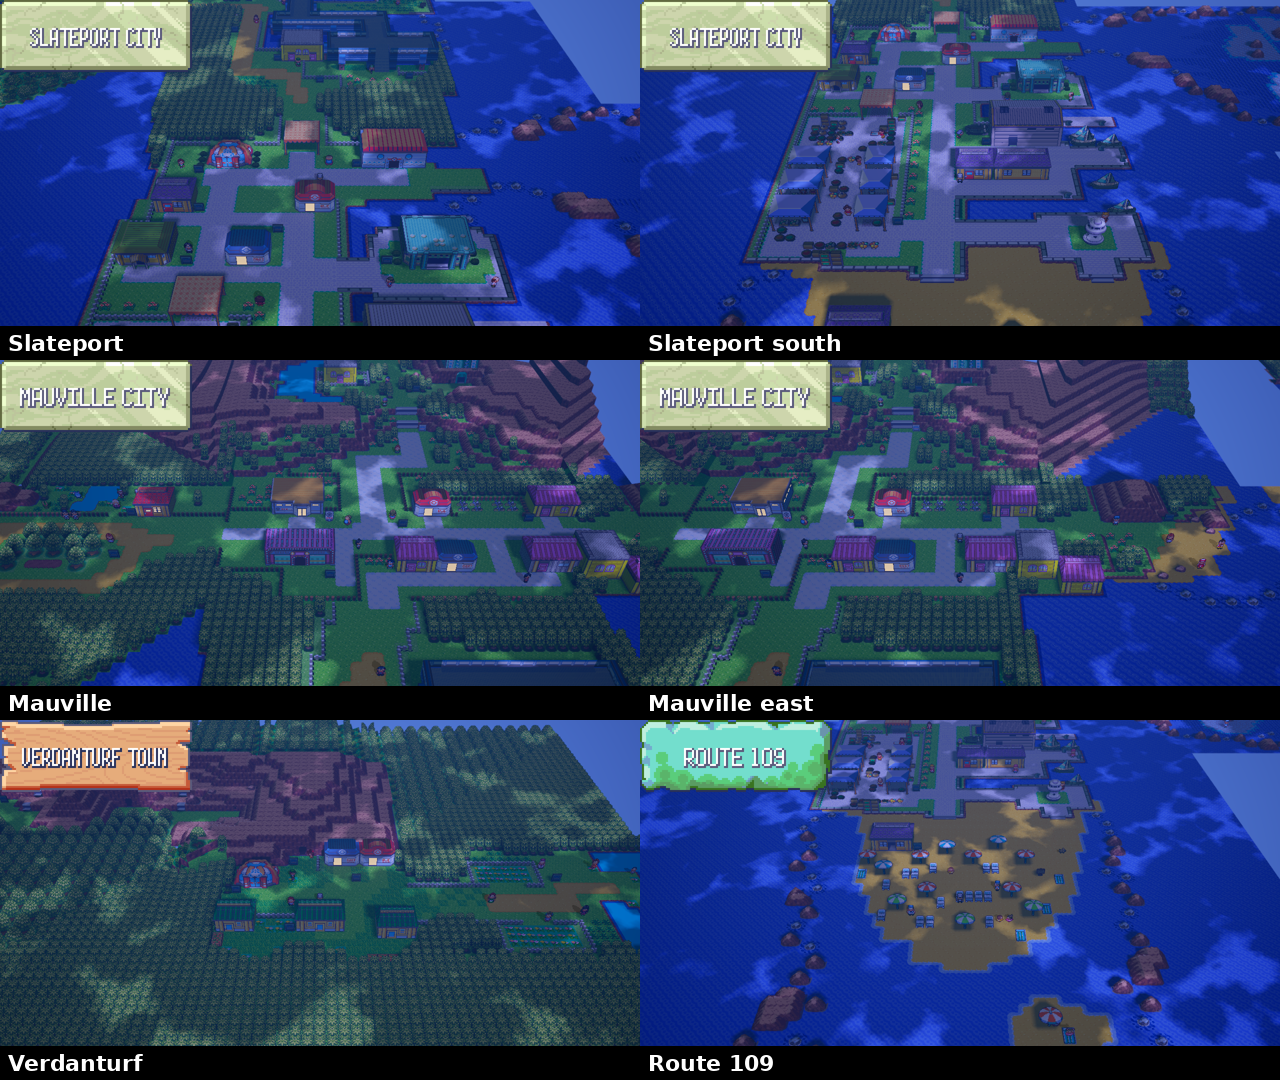 SLATEPORT CITY
SLATEPORT CITY
Slateport
Slateport south
MAUVILLE CITY
MAUVILLE CITY
Mauville
Mauville east
VERDANTURF TOWN
ROUTE 109
Verdanturf
Route 109